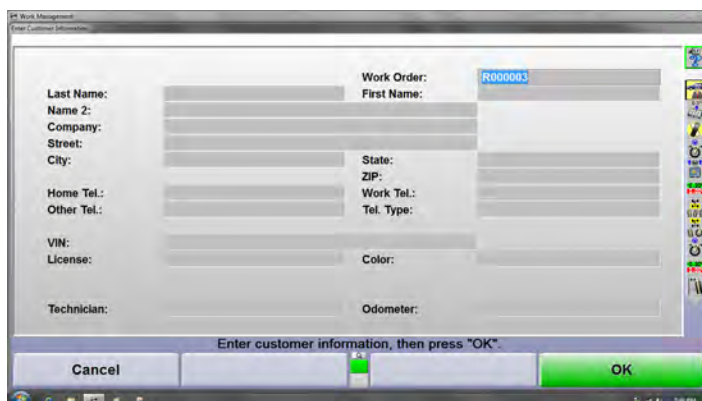 Work Management
Enter Customer Information
Work Order: R000003
Last Name: First Name:
Name 2:
Company:
Street:
City: State:
ZIP:
Home Tel.: Work Tel.:
Other Tel.: Tel. Type:
VIN:
License: Color:
Technician: Odometer:
Enter customer information, then press "OK".
Cancel OK